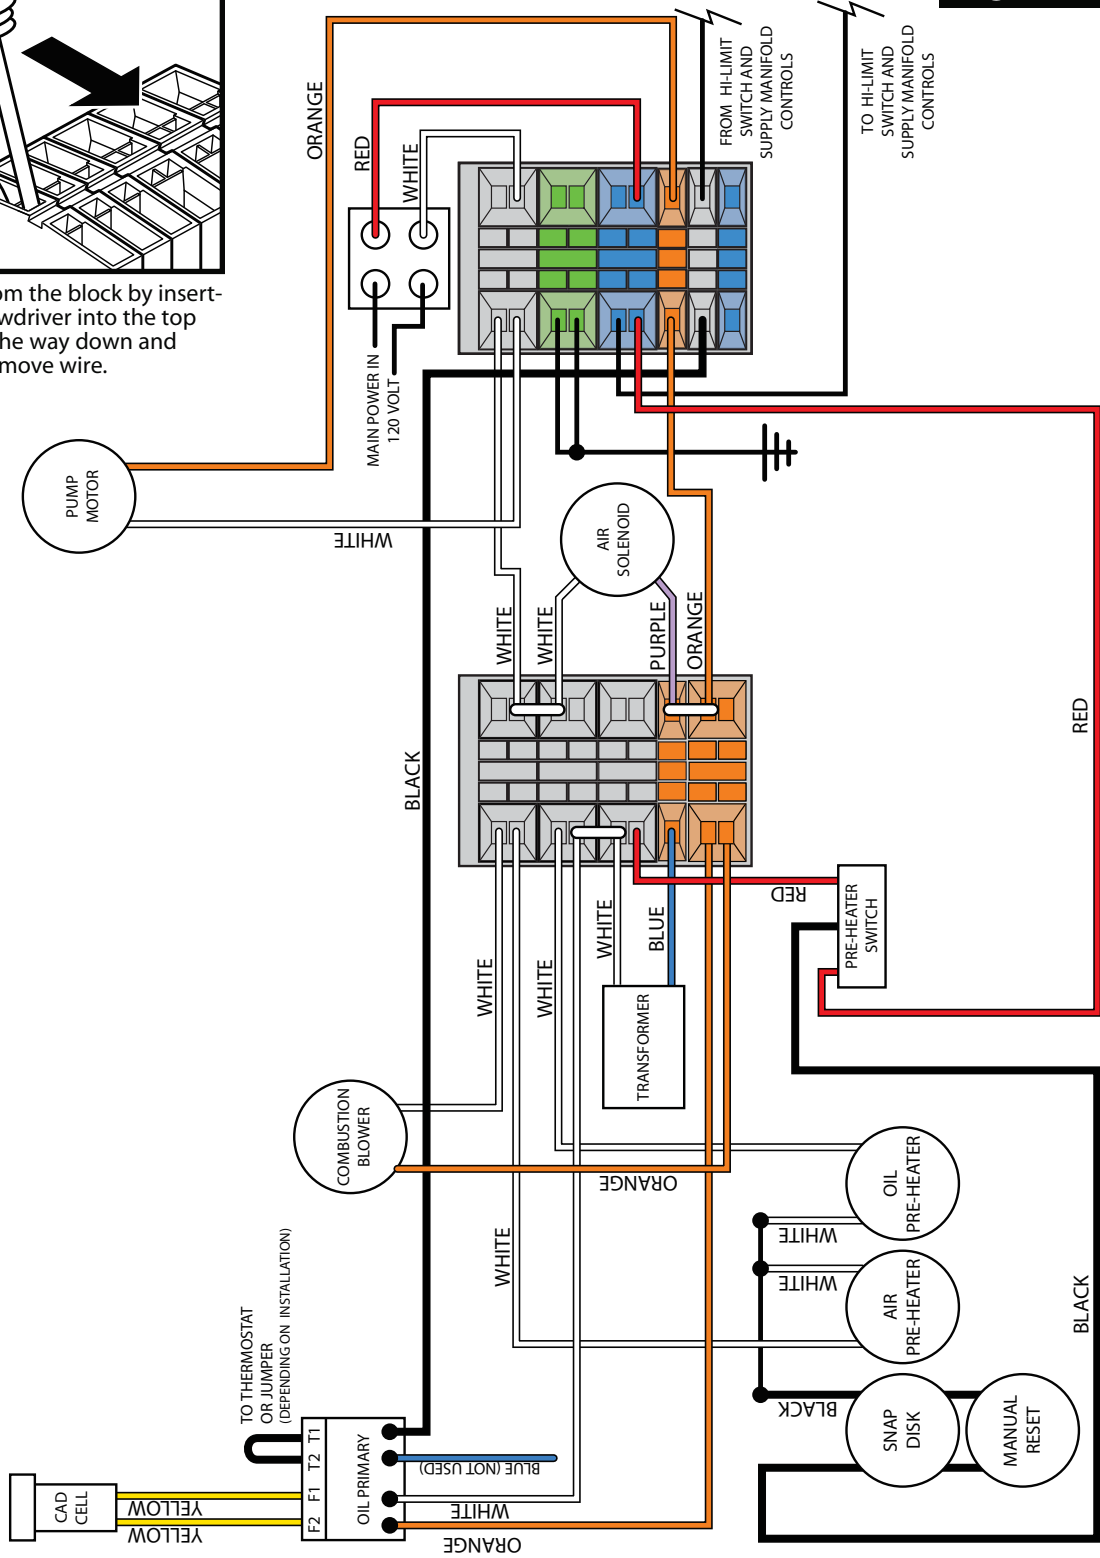 om the block by insert-
wdriver into the top
he way down and
move wire.
ORANGE
RED
WHITE
FROM HI-LIMIT
SWITCH AND
SUPPLY MANIFOLD
CONTROLS
TO HI-LIMIT
SWITCH AND
SUPPLY MANIFOLD
CONTROLS
MAIN POWER IN
120 VOLT
PUMP
MOTOR
WHITE
AIR
SOLENOID
WHITE
WHITE
PURPLE
ORANGE
BLACK
RED
RED
PRE-HEATER
SWITCH
WHITE
WHITE
WHITE
BLUE
TRANSFORMER
COMBUSTION
BLOWER
ORANGE
WHITE
OIL
PRE-HEATER
WHITE
AIR
PRE-HEATER
WHITE
BLACK
SNAP
DISK
MANUAL
RESET
BLACK
TO THERMOSTAT
OR JUMPER
(DEPENDING ON INSTALLATION)
T1
T2
F1
F2
OIL PRIMARY
BLUE (NOT USED)
WHITE
ORANGE
CAD
CELL
YELLOW
YELLOW